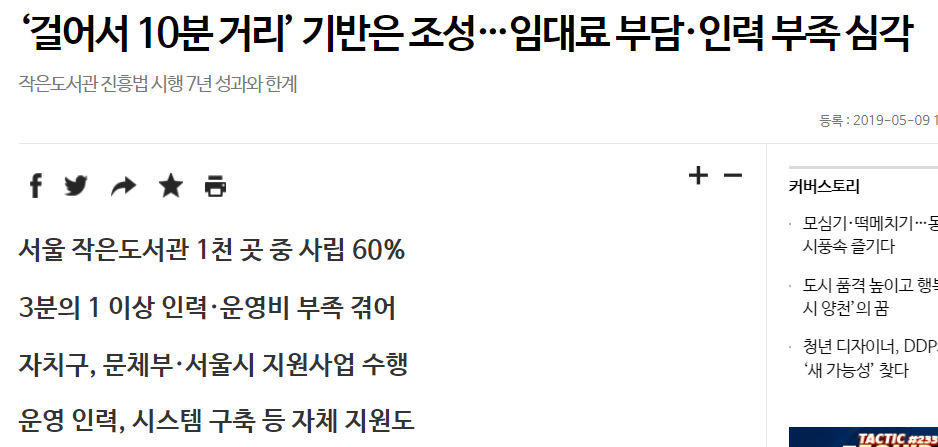 ‘걸어서 10분 거리’ 기반은 조성…임대료 부담·인력 부족 심각
작은도서관 진흥법 시행 7년 성과와 한계
등록 : 2019-05-09 1
서울 작은도서관 1천 곳 중 사립 60%
3분의 1 이상 인력·운영비 부족 겪어
자치구, 문체부·서울시 지원사업 수행
운영 인력, 시스템 구축 등 자체 지원도
커버스토리
모심기·떡메치기…동
시풍속 즐기다
도시 품격 높이고 행복
시 양천’의 꿈
청년 디자이너, DDP
‘새 가능성’ 찾다
TACTIC #233